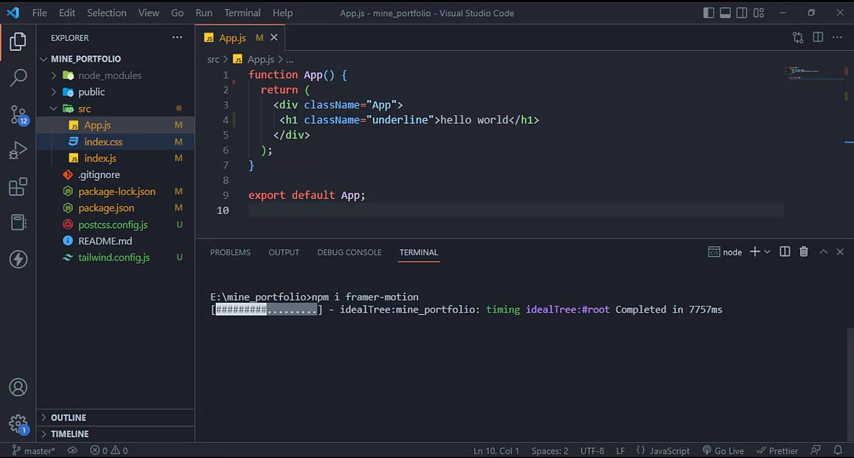 File Edit Selection View Go Run Terminal Help
App.js - mine_portfolio - Visual Studio Code
EXPLORER
MINE_PORTFOLIO
node_modules
public
src
App.js M
index.css M
index.js M
.gitignore
package-lock.json M
package.json M
postcss.config.js U
README.md
tailwind.config.js U
OUTLINE
TIMELINE
12
1
App.js M
src > App.js > ...
1 function App() {
2 return (
3 <div className="App">
4 <h1 className="underline">hello world</h1>
5 </div>
6 );
7 }
8
9 export default App;
10
PROBLEMS OUTPUT DEBUG CONSOLE TERMINAL
node
E:\mine_portfolio>npm i framer-motion
[#########.........] - idealTree:mine_portfolio: timing idealTree:#root Completed in 7757ms
master* 0 0 Ln 10, Col 1 Spaces: 2 UTF-8 LF {} JavaScript Go Live Prettier